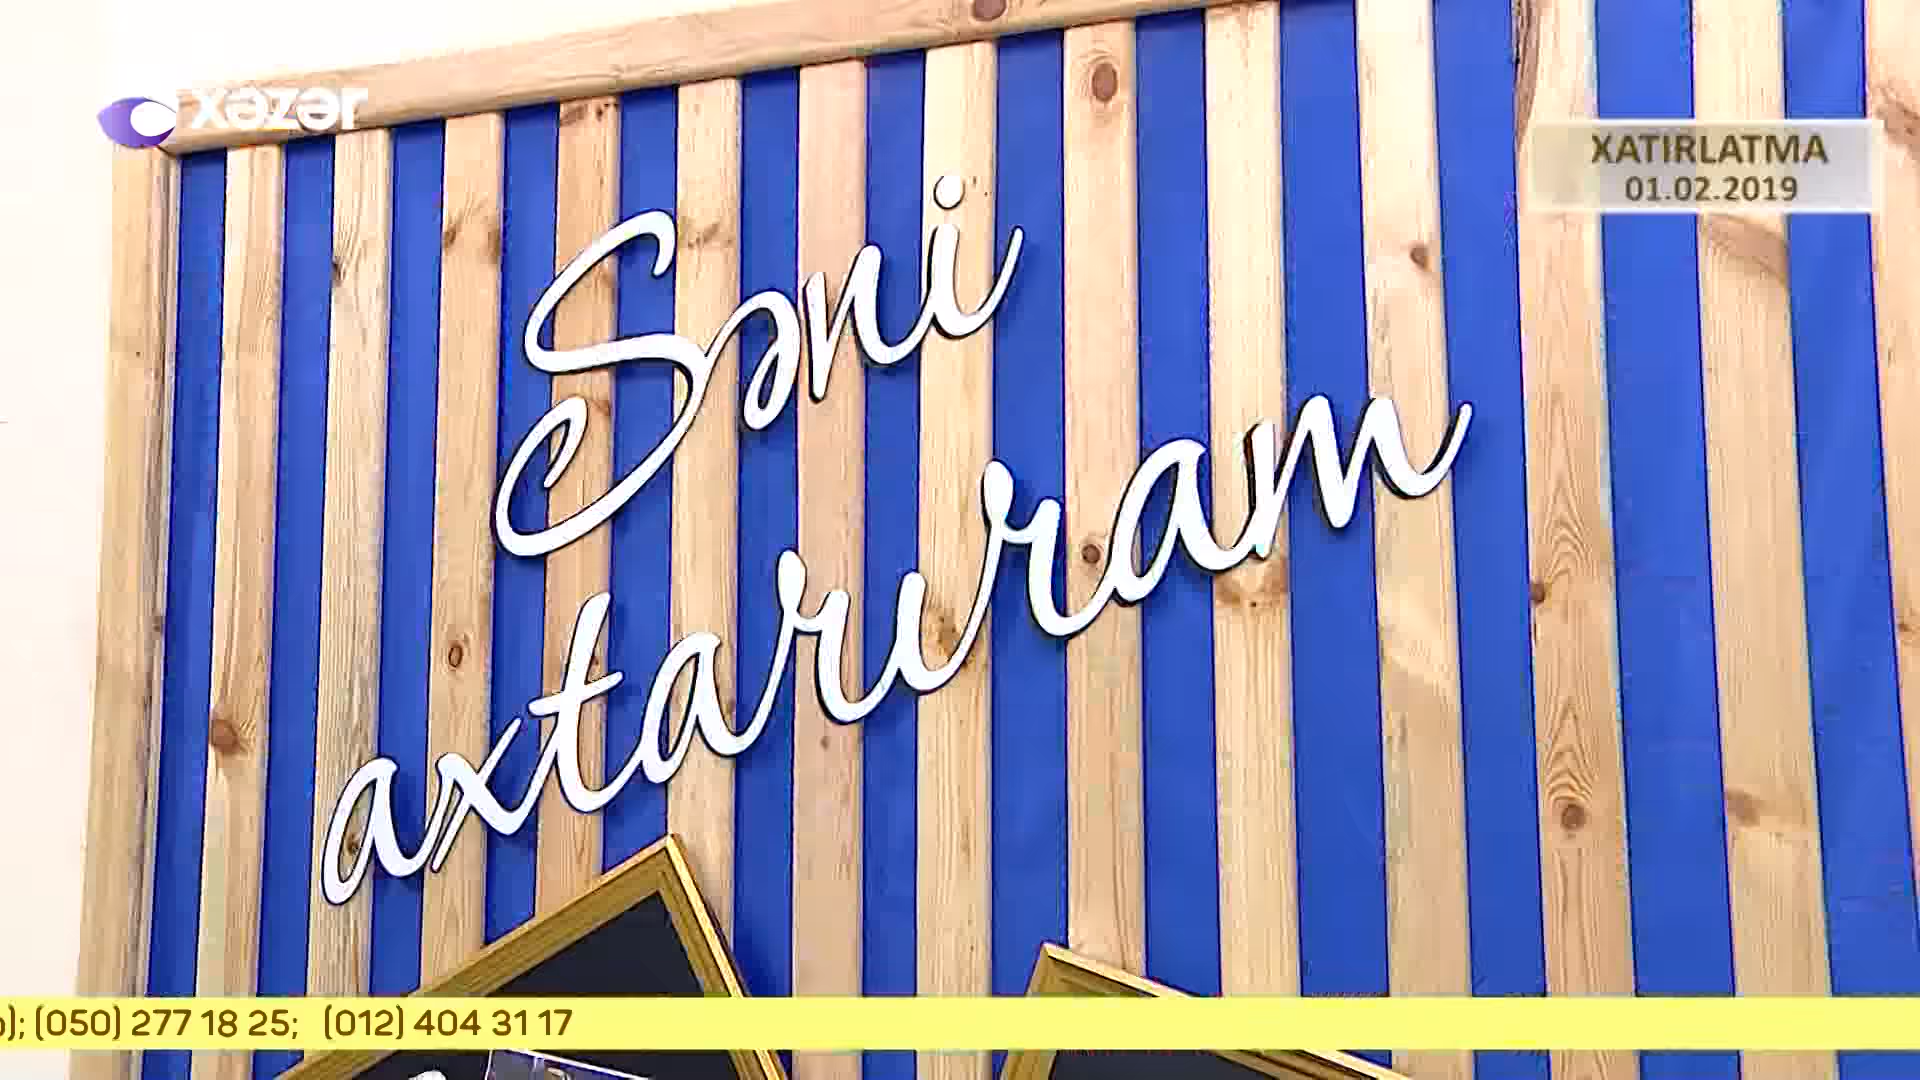 xəzər
XATIRLATMA
01.02.2019
Səni
axtarıram
); (050) 277 18 25; (012) 404 31 17